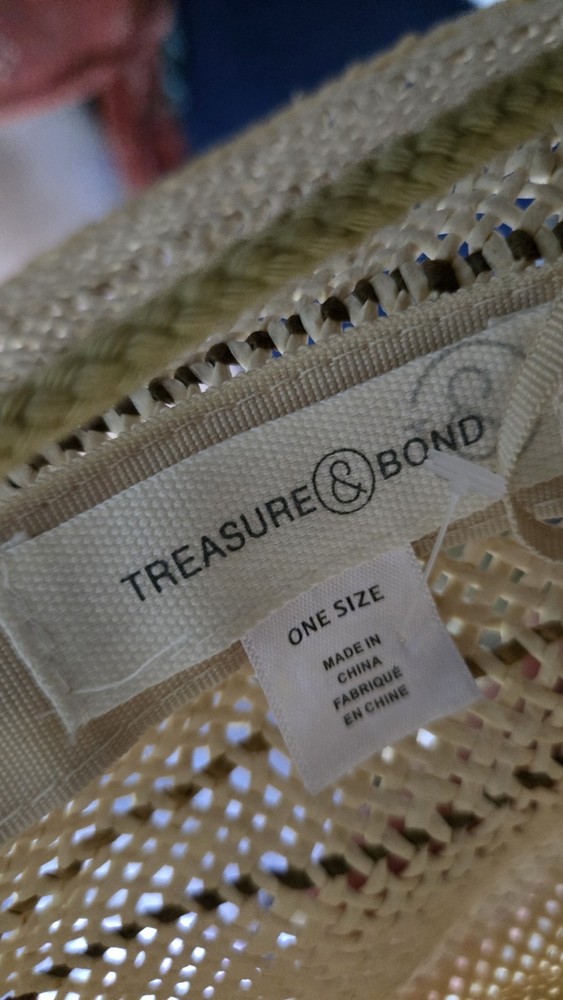 TREASURE & BOND
ONE SIZE
MADE IN
CHINA
FABRIQUÉ
EN CHINE